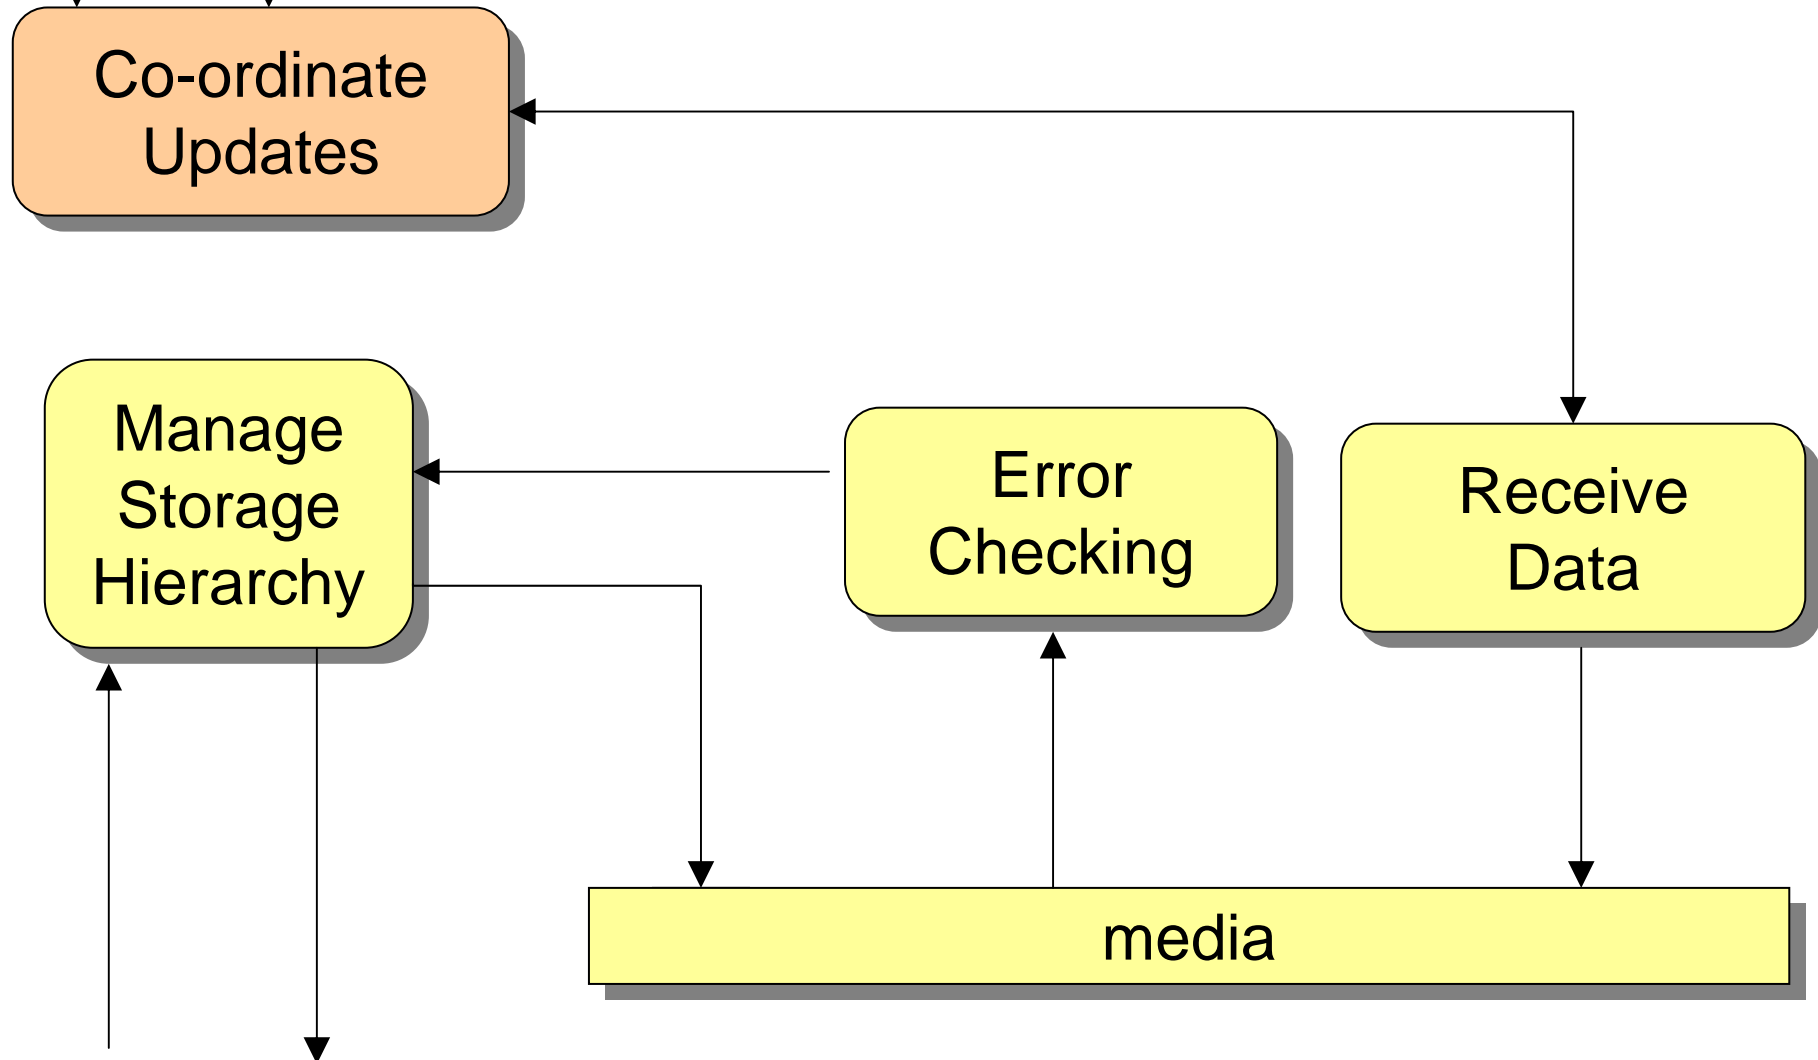 Co-ordinate
Updates
Manage
Storage
Hierarchy
Error
Checking
Receive
Data
media